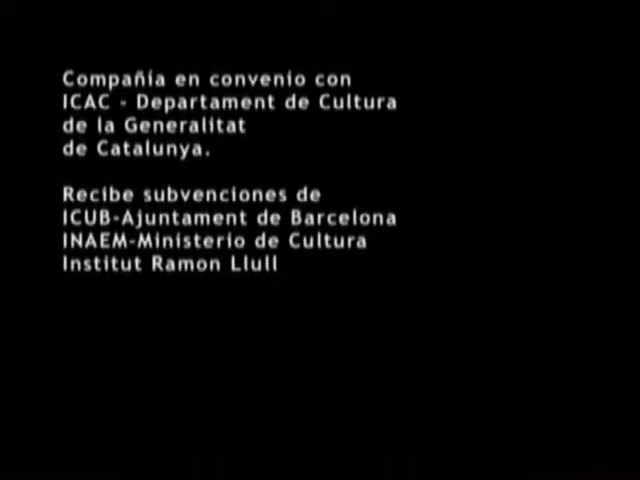 Compañía en convenio con
ICAC - Departament de Cultura
de la Generalitat
de Catalunya.
Recibe subvenciones de
ICUB-Ajuntament de Barcelona
INAEM-Ministerio de Cultura
Institut Ramon Llull